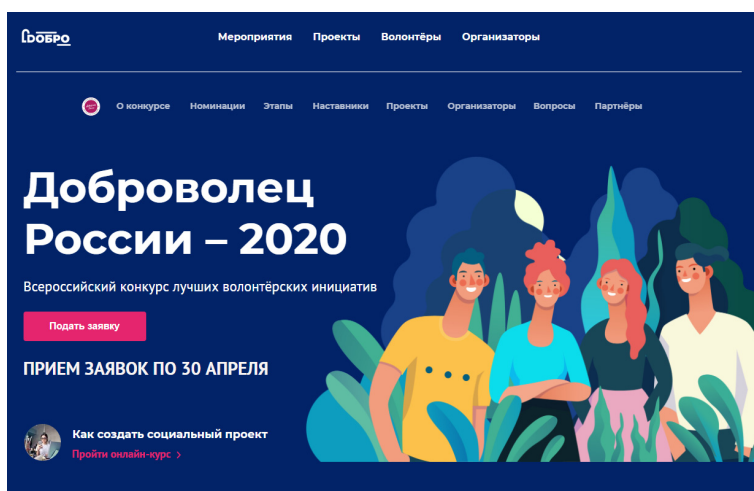 ДОБРО
Мероприятия Проекты Волонтёры Организаторы
О конкурсе Номинации Этапы Наставники Проекты Организаторы Вопросы Партнёры
Доброволец
России – 2020
Всероссийский конкурс лучших волонтёрских инициатив
Подать заявку
ПРИЕМ ЗАЯВОК ПО 30 АПРЕЛЯ
Как создать социальный проект
Пройти онлайн-курс >